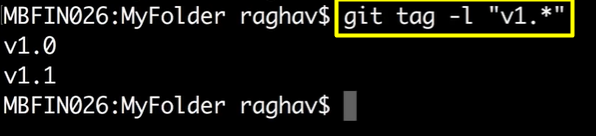 MBFIN026:MyFolder raghav$ git tag -l "v1.*"
v1.0
v1.1
MBFIN026:MyFolder raghav$